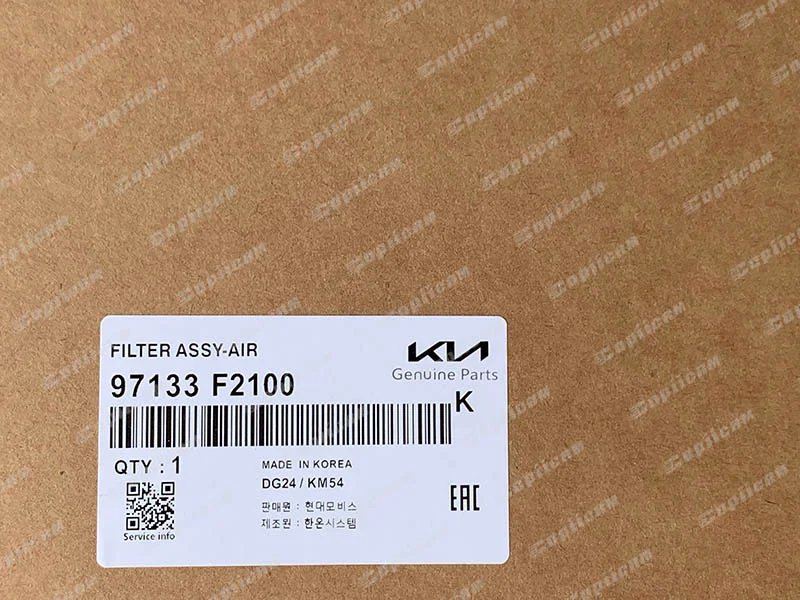 FILTER ASSY-AIR
KIA
Genuine Parts
97133 F2100
K
QTY : 1
MADE IN KOREA
DG24 / KM54
판매원 : 현대모비스
제조원 : 한온시스템
EAC
Service info